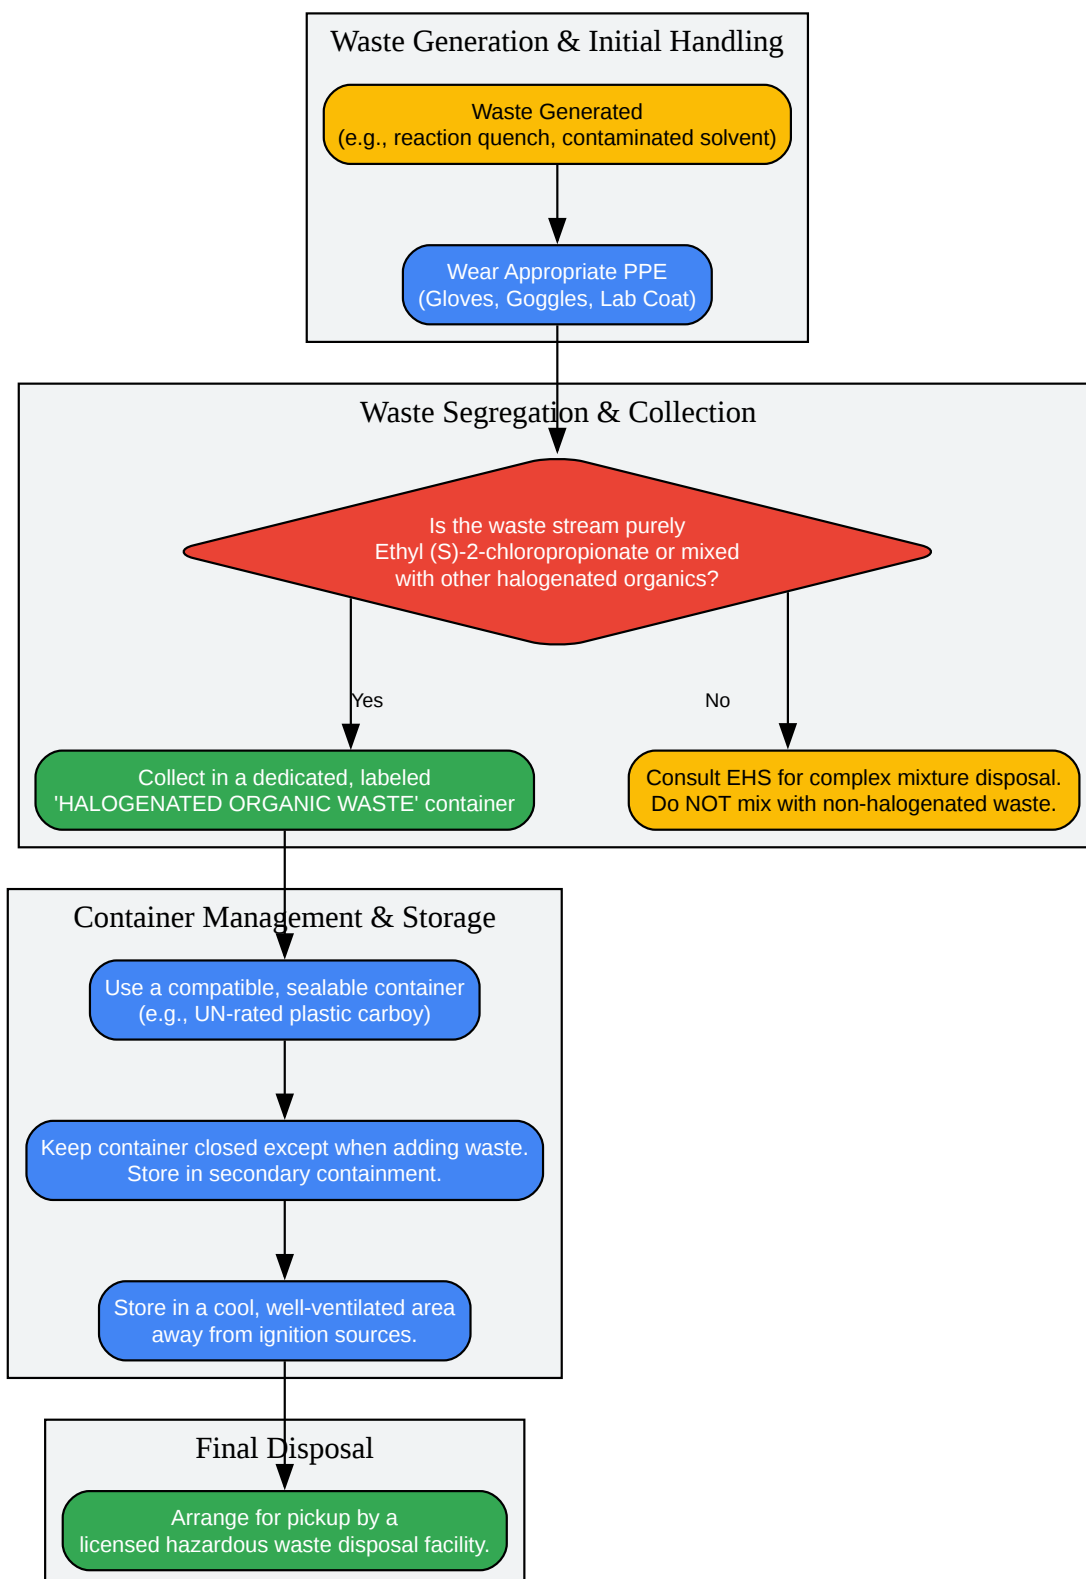 Waste Generation & Initial Handling
Waste Generated
(e.g., reaction quench, contaminated solvent)
Wear Appropriate PPE
(Gloves, Goggles, Lab Coat)
Waste Segregation & Collection
Is the waste stream purely
Ethyl (S)-2-chloropropionate or mixed
with other halogenated organics?
Yes
No
Collect in a dedicated, labeled
'HALOGENATED ORGANIC WASTE' container
Consult EHS for complex mixture disposal.
Do NOT mix with non-halogenated waste.
Container Management & Storage
Use a compatible, sealable container
(e.g., UN-rated plastic carboy)
Keep container closed except when adding waste.
Store in secondary containment.
Store in a cool, well-ventilated area
away from ignition sources.
Final Disposal
Arrange for pickup by a
licensed hazardous waste disposal facility.